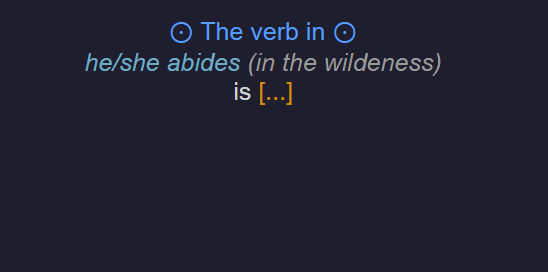 ⊙ The verb in ⊙
he/she abides (in the wildeness)
is [...]